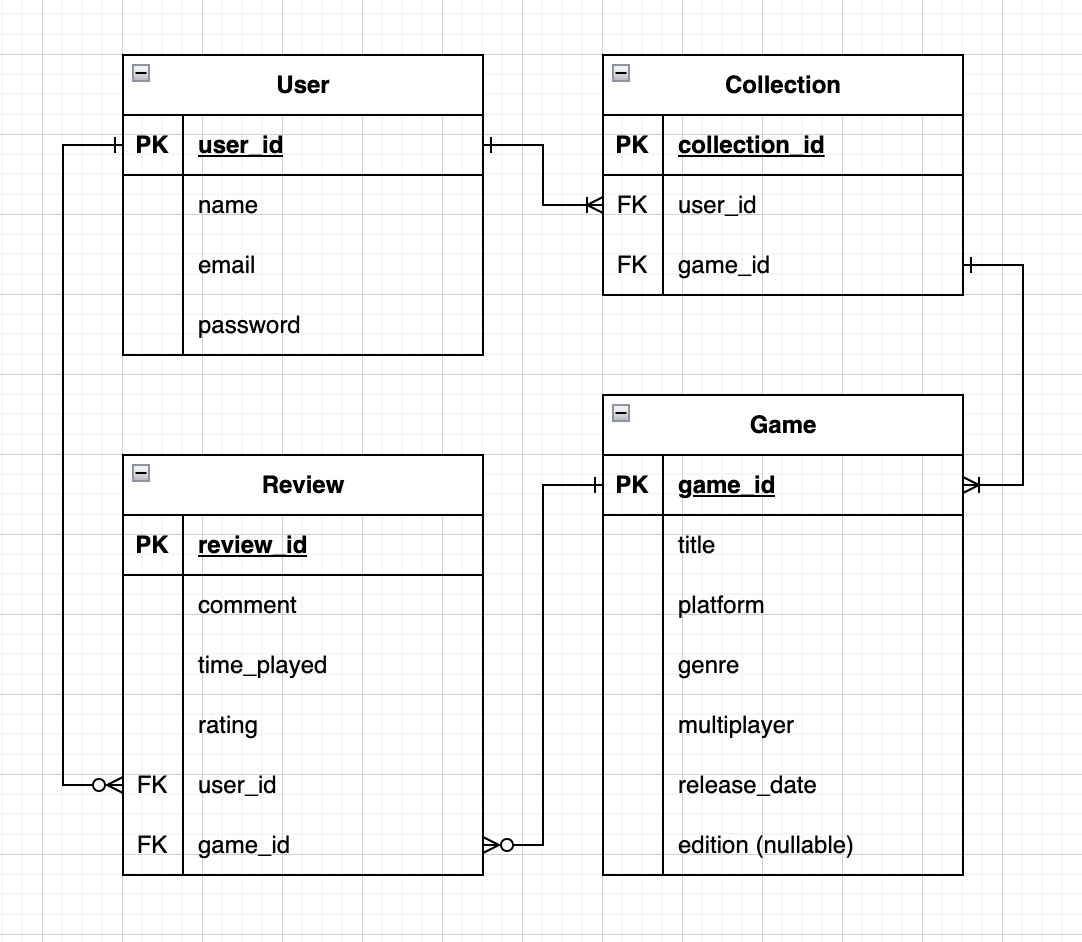 User
PK user_id
name
email
password
Collection
PK collection_id
FK user_id
FK game_id
Review
PK review_id
comment
time_played
rating
FK user_id
FK game_id
Game
PK game_id
title
platform
genre
multiplayer
release_date
edition (nullable)